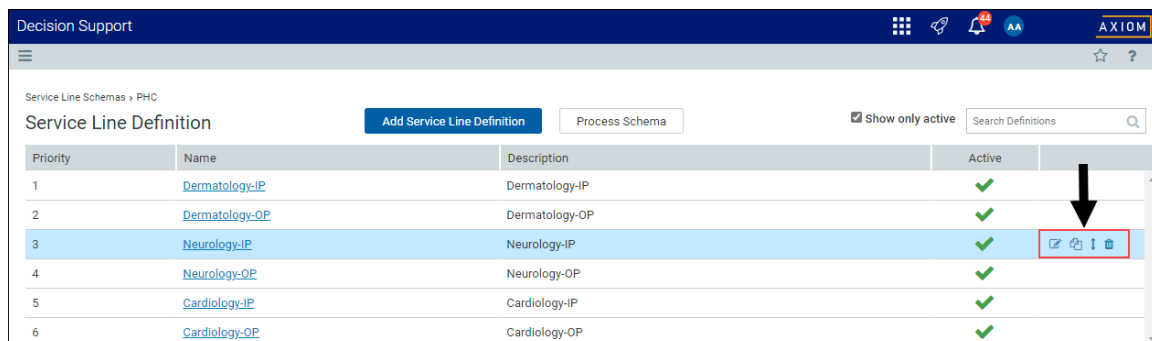 Decision Support
44
AA
AXIOM
?
Service Line Schemas › PHC
Service Line Definition
Add Service Line Definition
Process Schema
Show only active
Search Definitions
Priority Name Description Active
1 Dermatology-IP Dermatology-IP
2 Dermatology-OP Dermatology-OP
3 Neurology-IP Neurology-IP
4 Neurology-OP Neurology-OP
5 Cardiology-IP Cardiology-IP
6 Cardiology-OP Cardiology-OP